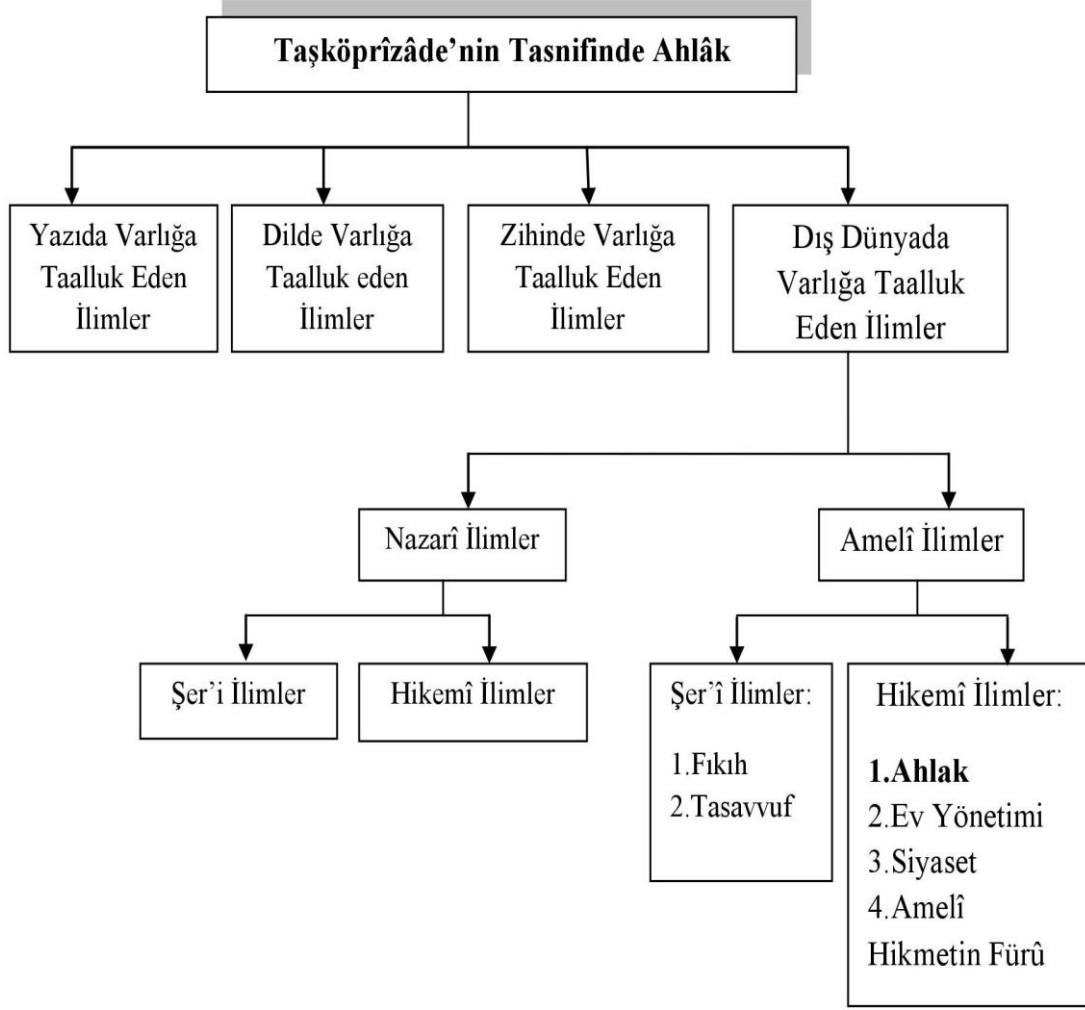 Taşköprîzâde’nin Tasnifinde Ahlâk
Yazıda Varlığa
Taalluk Eden
İlimler
Dilde Varlığa
Taalluk eden
İlimler
Zihinde Varlığa
Taalluk Eden
İlimler
Dış Dünyada
Varlığa Taalluk
Eden İlimler
Nazarî İlimler
Amelî İlimler
Şer’i İlimler
Hikemî İlimler
Şer’î İlimler:
1.Fıkıh
2.Tasavvuf
Hikemî İlimler:
1.Ahlak
2.Ev Yönetimi
3.Siyaset
4.Amelî
Hikmetin Fürû